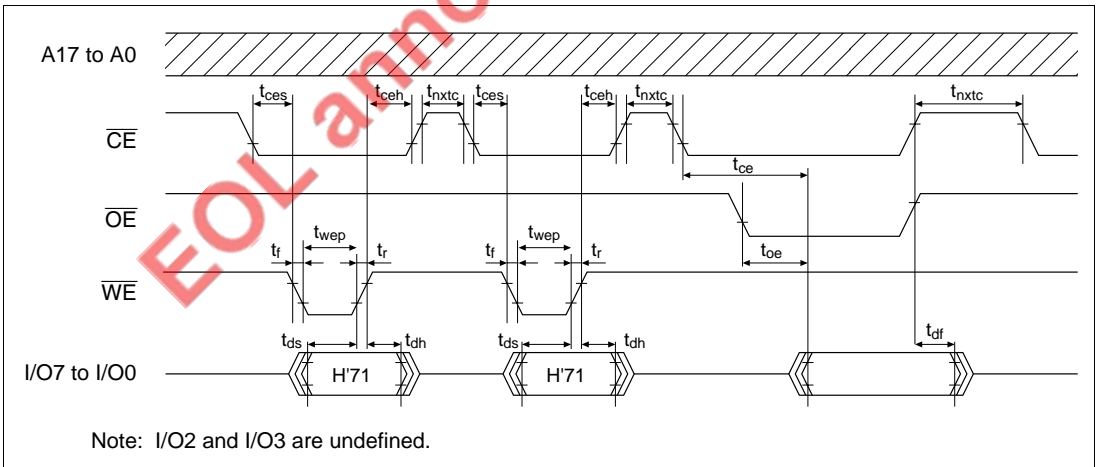 EOL anno
A17 to A0
tces tceh tnxtc tces tceh tnxtc tnxtc
CE
tce
OE
twep twep toe
tf tr tf tr
WE
tds tdh tds tdh tdf
I/O7 to I/O0 H'71 H'71
Note: I/O2 and I/O3 are undefined.